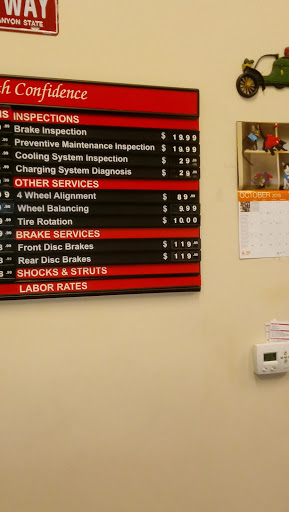 WAY
ANYON STATE
th Confidence
NS INSPECTIONS
Brake Inspection $ 19.99
Preventive Maintenance Inspection $ 19.99
Cooling System Inspection $ 29
Charging System Diagnosis $ 29
OTHER SERVICES
4 Wheel Alignment $ 89
Wheel Balancing $ 9.99
Tire Rotation $ 10.00
BRAKE SERVICES
Front Disc Brakes $ 119
Rear Disc Brakes $ 119
SHOCKS & STRUTS
LABOR RATES
OCTOBER